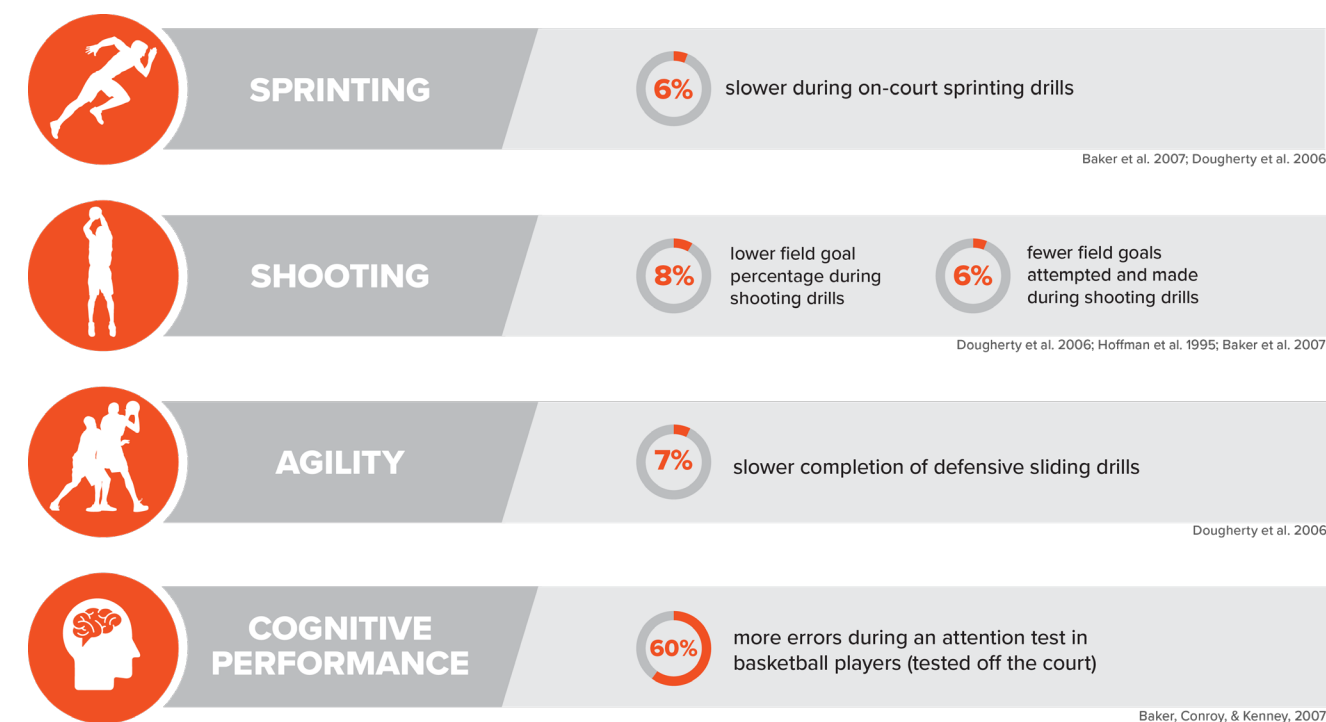 SPRINTING
6%
slower during on-court sprinting drills
Baker et al. 2007; Dougherty et al. 2006
SHOOTING
8%
lower field goal
percentage during
shooting drills
6%
fewer field goals
attempted and made
during shooting drills
Dougherty et al. 2006; Hoffman et al. 1995; Baker et al. 2007
AGILITY
7%
slower completion of defensive sliding drills
Dougherty et al. 2006
COGNITIVE
PERFORMANCE
60%
more errors during an attention test in
basketball players (tested off the court)
Baker, Conroy, & Kenney, 2007